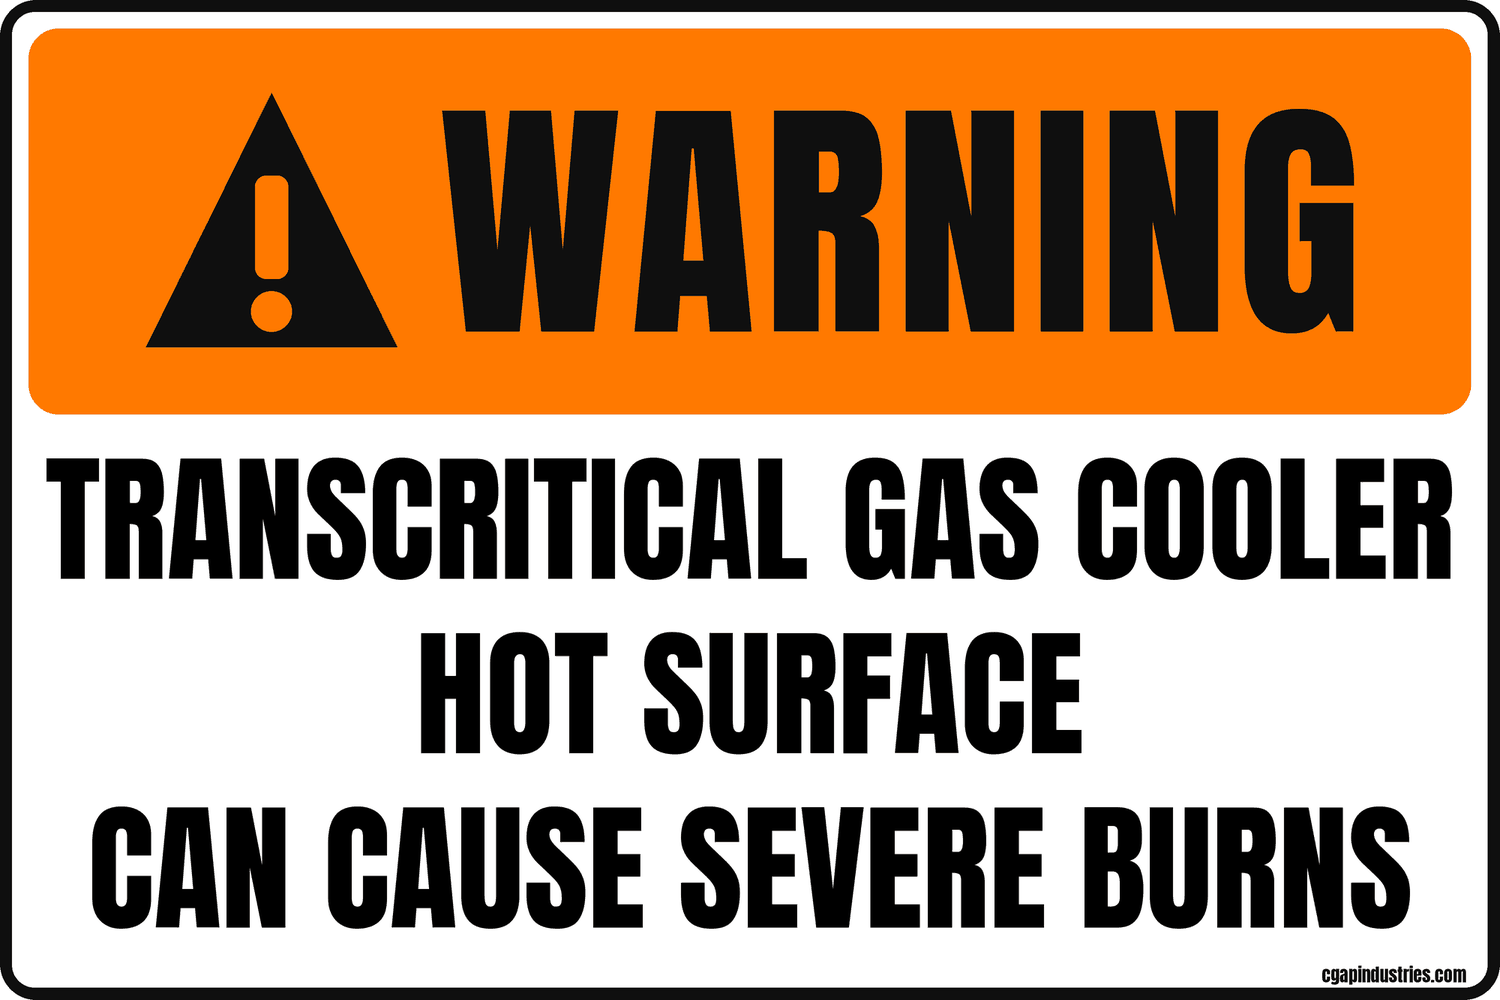 WARNING
TRANSCRITICAL GAS COOLER
HOT SURFACE
CAN CAUSE SEVERE BURNS
cgapindustries.com